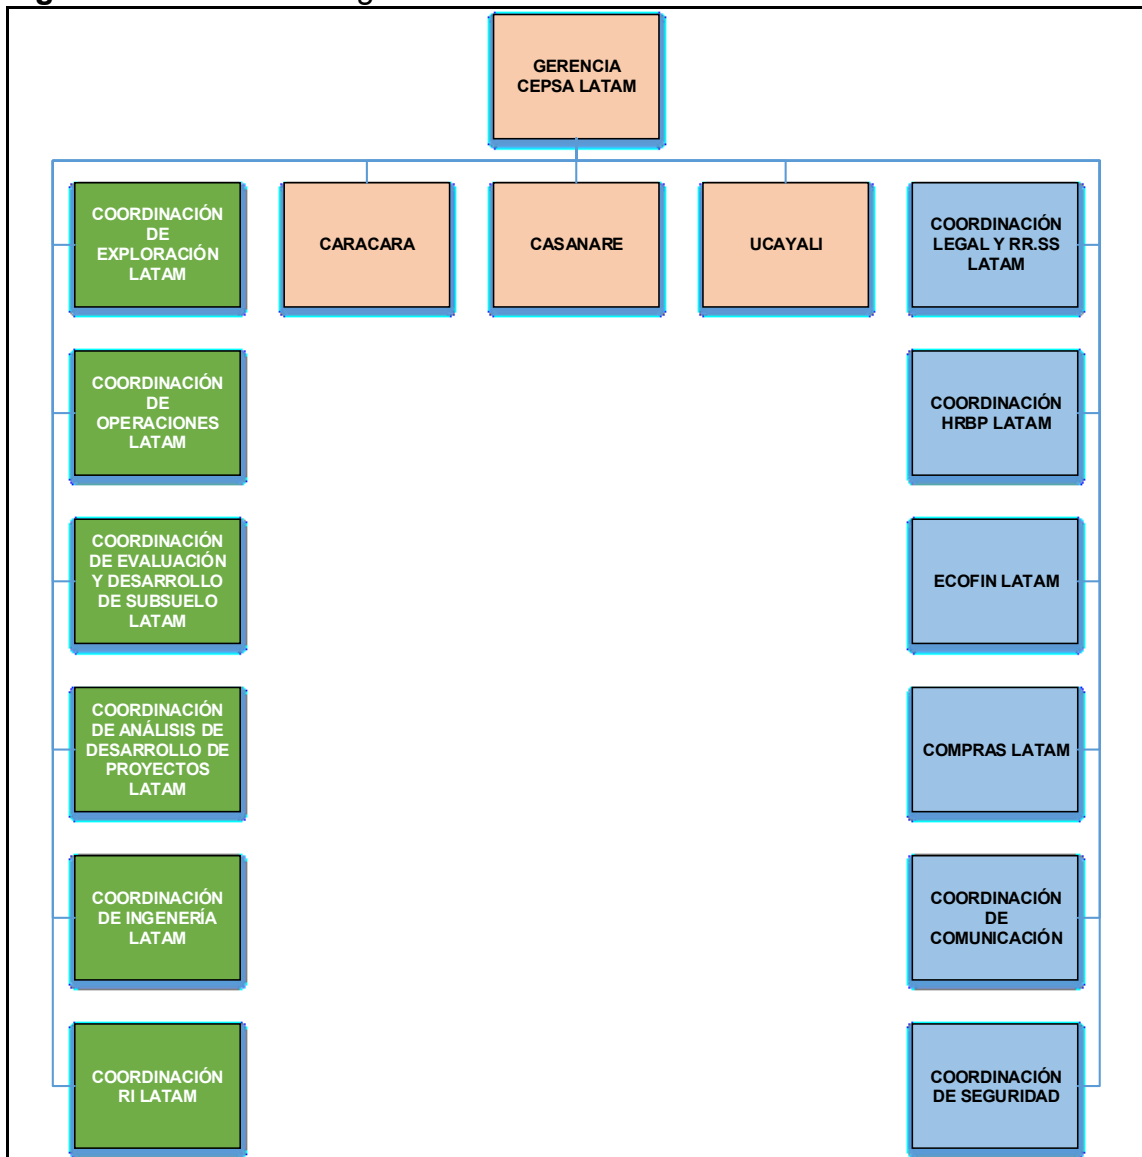 GERENCIA
CEPSA LATAM
COORDINACIÓN
DE
EXPLORACIÓN
LATAM
CARACARA
CASANARE
UCAYALI
COORDINACIÓN
LEGAL Y RR.SS
LATAM
COORDINACIÓN
DE
OPERACIONES
LATAM
COORDINACIÓN
HRBP LATAM
COORDINACIÓN
DE EVALUACIÓN
Y DESARROLLO
DE SUBSUELO
LATAM
ECOFIN LATAM
COORDINACIÓN
DE ANÁLISIS DE
DESARROLLO DE
PROYECTOS
LATAM
COMPRAS LATAM
COORDINACIÓN
DE INGENERÍA
LATAM
COORDINACIÓN
DE
COMUNICACIÓN
COORDINACIÓN
RI LATAM
COORDINACIÓN
DE SEGURIDAD